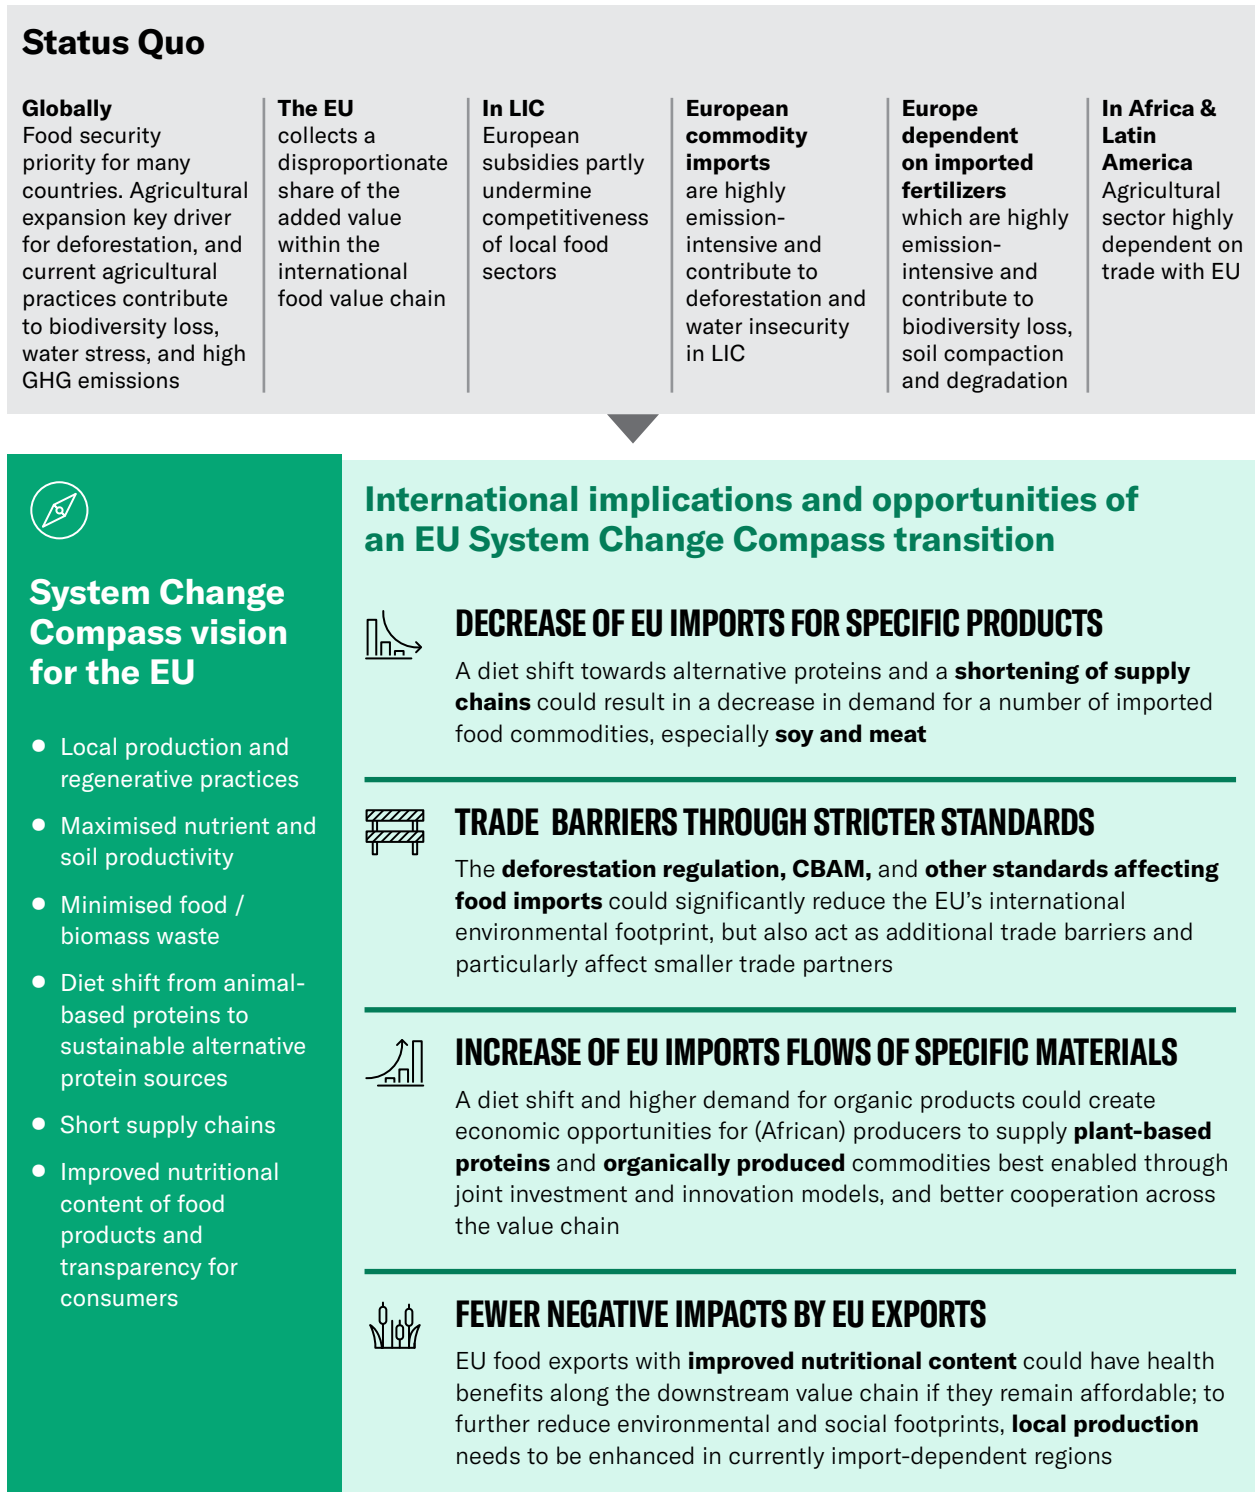 Status Quo
Globally
Food security
priority for many
countries. Agricultural
expansion key driver
for deforestation, and
current agricultural
practices contribute
to biodiversity loss,
water stress, and high
GHG emissions
The EU
collects a
disproportionate
share of the
added value
within the
international
food value chain
In LIC
European
subsidies partly
undermine
competitiveness
of local food
sectors
European
commodity
imports
are highly
emission-
intensive and
contribute to
deforestation and
water insecurity
in LIC
Europe
dependent
on imported
fertilizers
which are highly
emission-
intensive and
contribute to
biodiversity loss,
soil compaction
and degradation
In Africa &
Latin
America
Agricultural
sector highly
dependent on
trade with EU
System Change
Compass vision
for the EU
Local production and
regenerative practices
Maximised nutrient and
soil productivity
Minimised food /
biomass waste
Diet shift from animal-
based proteins to
sustainable alternative
protein sources
Short supply chains
Improved nutritional
content of food
products and
transparency for
consumers
International implications and opportunities of
an EU System Change Compass transition
DECREASE OF EU IMPORTS FOR SPECIFIC PRODUCTS
A diet shift towards alternative proteins and a shortening of supply
chains could result in a decrease in demand for a number of imported
food commodities, especially soy and meat
TRADE BARRIERS THROUGH STRICTER STANDARDS
The deforestation regulation, CBAM, and other standards affecting
food imports could significantly reduce the EU's international
environmental footprint, but also act as additional trade barriers and
particularly affect smaller trade partners
INCREASE OF EU IMPORTS FLOWS OF SPECIFIC MATERIALS
A diet shift and higher demand for organic products could create
economic opportunities for (African) producers to supply plant-based
proteins and organically produced commodities best enabled through
joint investment and innovation models, and better cooperation across
the value chain
FEWER NEGATIVE IMPACTS BY EU EXPORTS
EU food exports with improved nutritional content could have health
benefits along the downstream value chain if they remain affordable; to
further reduce environmental and social footprints, local production
needs to be enhanced in currently import-dependent regions